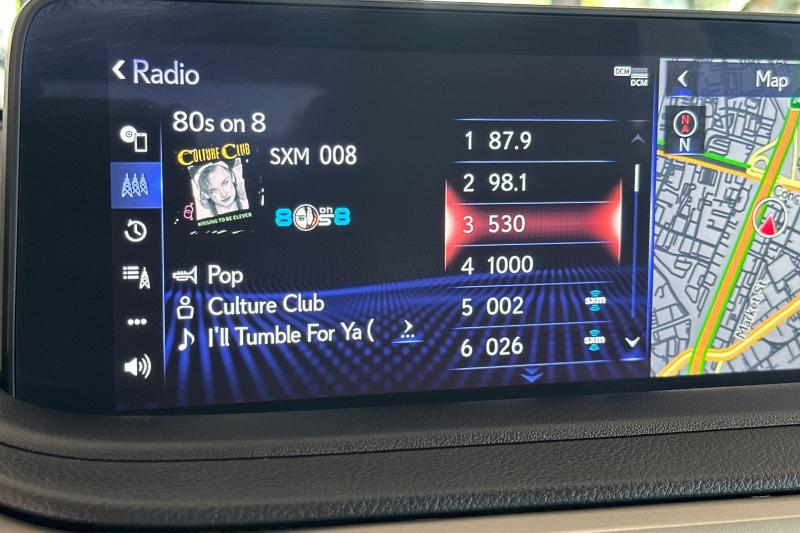 Radio
DCM
DCM
80s on 8
CULTURE CLUB
KISSING TO BE CLEVER
SXM 008
8 on 8
Pop
Culture Club
I'll Tumble For Ya (
1 87.9
2 98.1
3 530
4 1000
5 002 sxm
6 026 sxm
Map
N
N
Market St